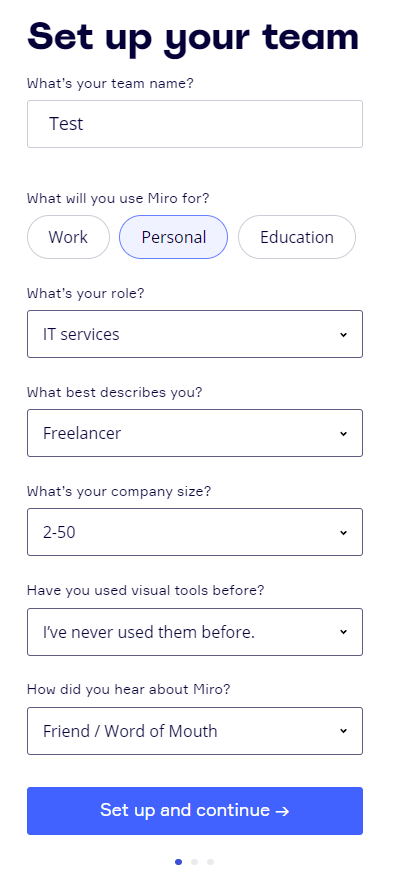 Set up your team
What's your team name?
Test
What will you use Miro for?
Work Personal Education
What's your role?
IT services
What best describes you?
Freelancer
What's your company size?
2-50
Have you used visual tools before?
I've never used them before.
How did you hear about Miro?
Friend / Word of Mouth
Set up and continue →